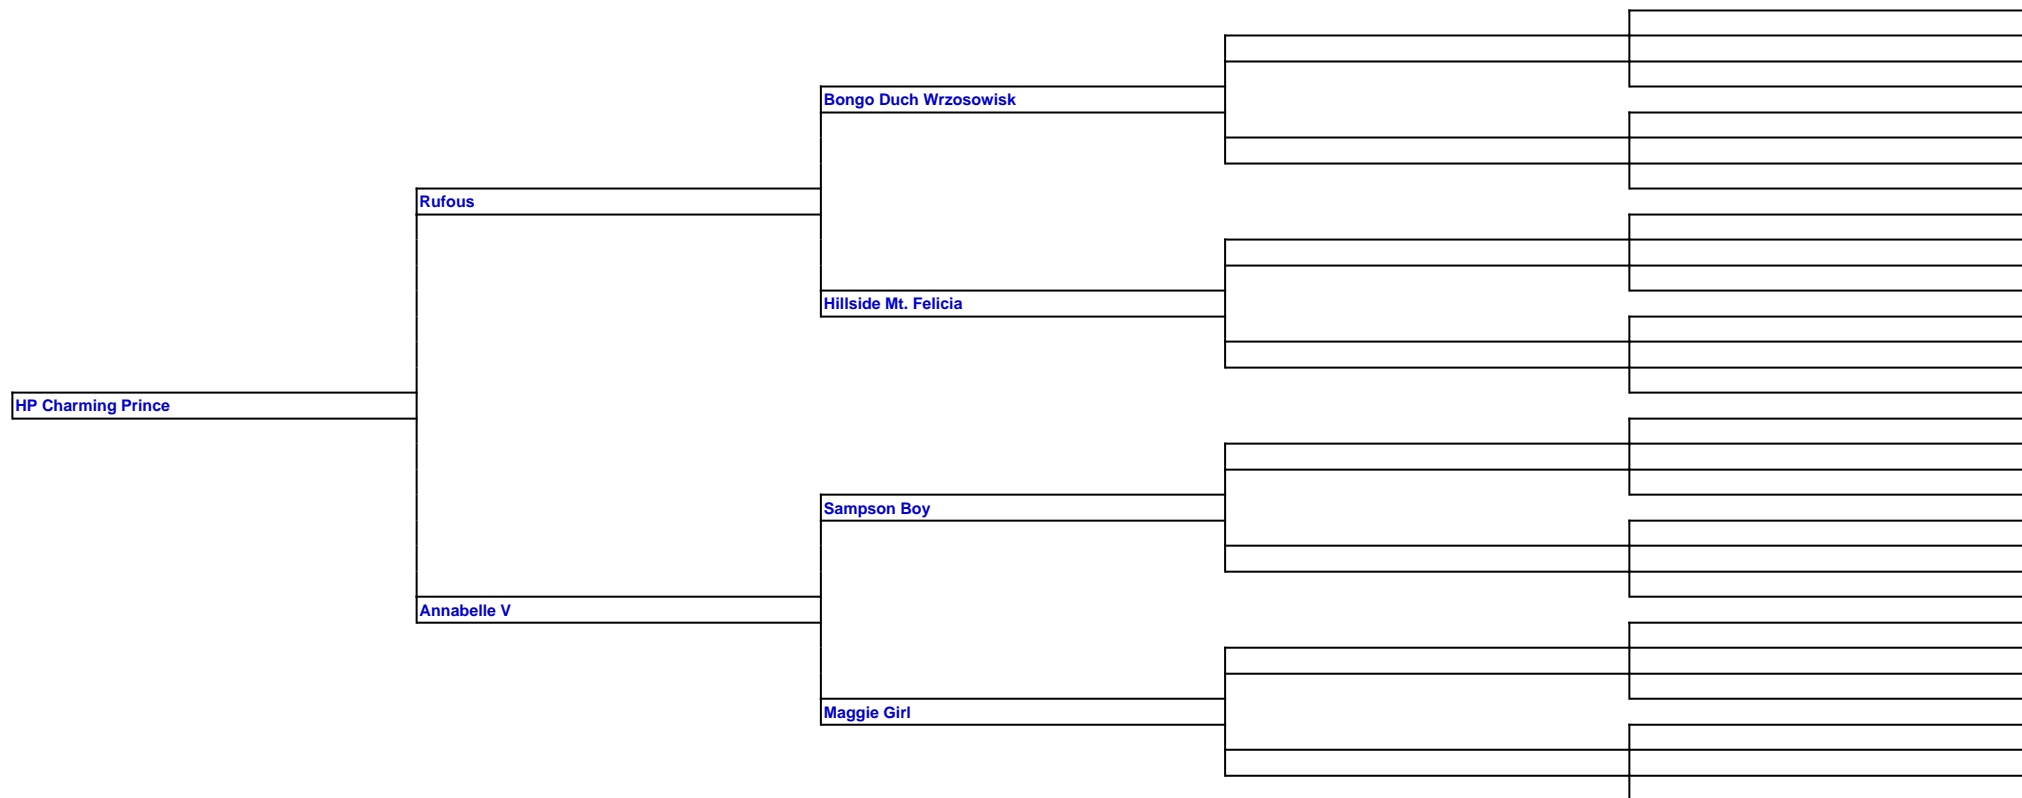 Bongo Duch Wrzosowisk
Rufous
Hillside Mt. Felicia
HP Charming Prince
Sampson Boy
Annabelle V
Maggie Girl